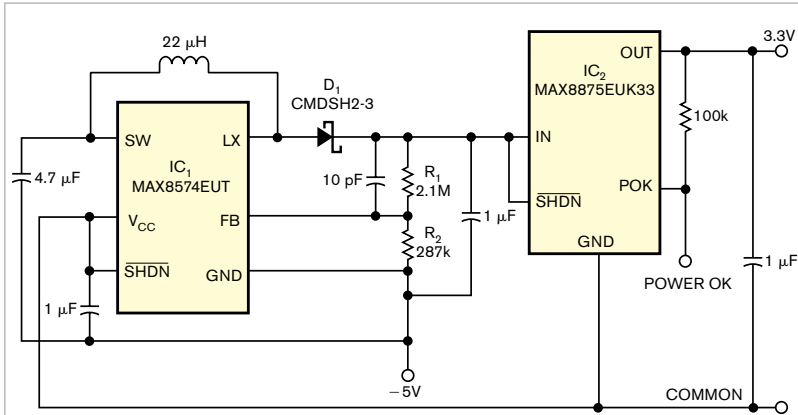 22 µH
SW
LX
IC1
MAX8574EUT
VCC
FB
SHDN
GND
4.7 µF
1 µF
D1
CMDSH2-3
10 pF
R1
2.1M
R2
287k
1 µF
−5V
IN
OUT
IC2
MAX8875EUK33
SHDN
POK
GND
100k
POWER OK
3.3V
1 µF
COMMON